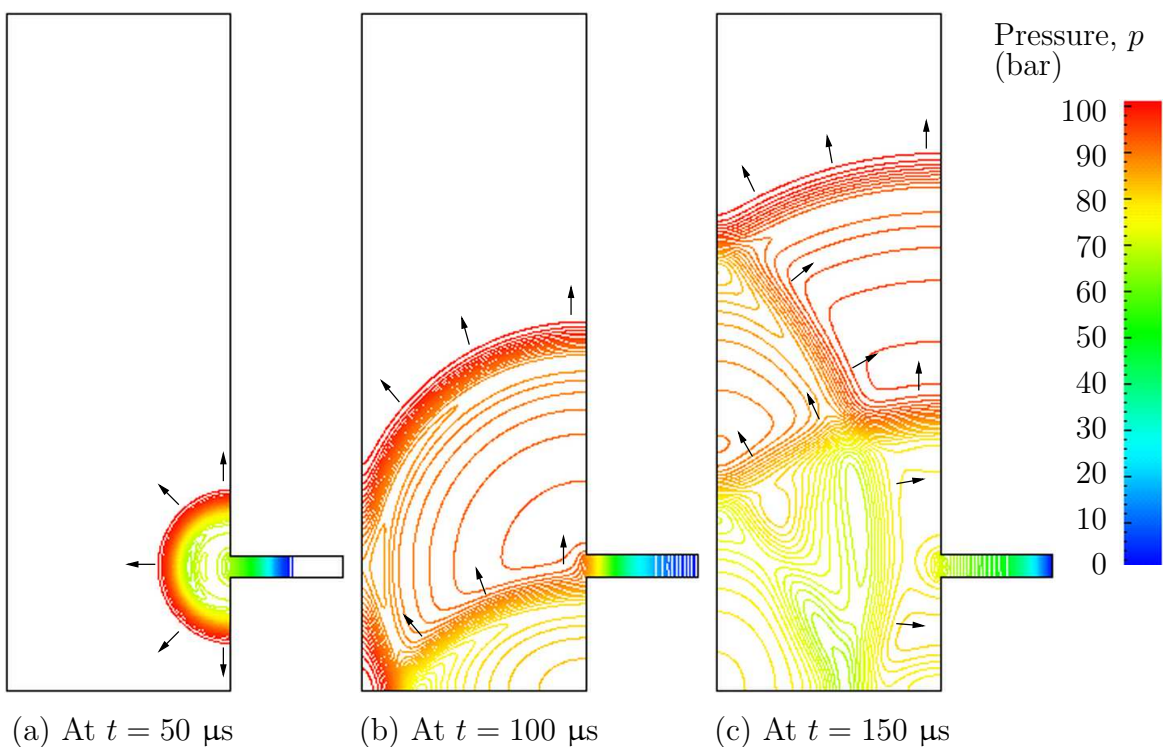 Pressure, p
(bar)
100
90
80
70
60
50
40
30
20
10
0
(a) At t = 50 µs
(b) At t = 100 µs
(c) At t = 150 µs